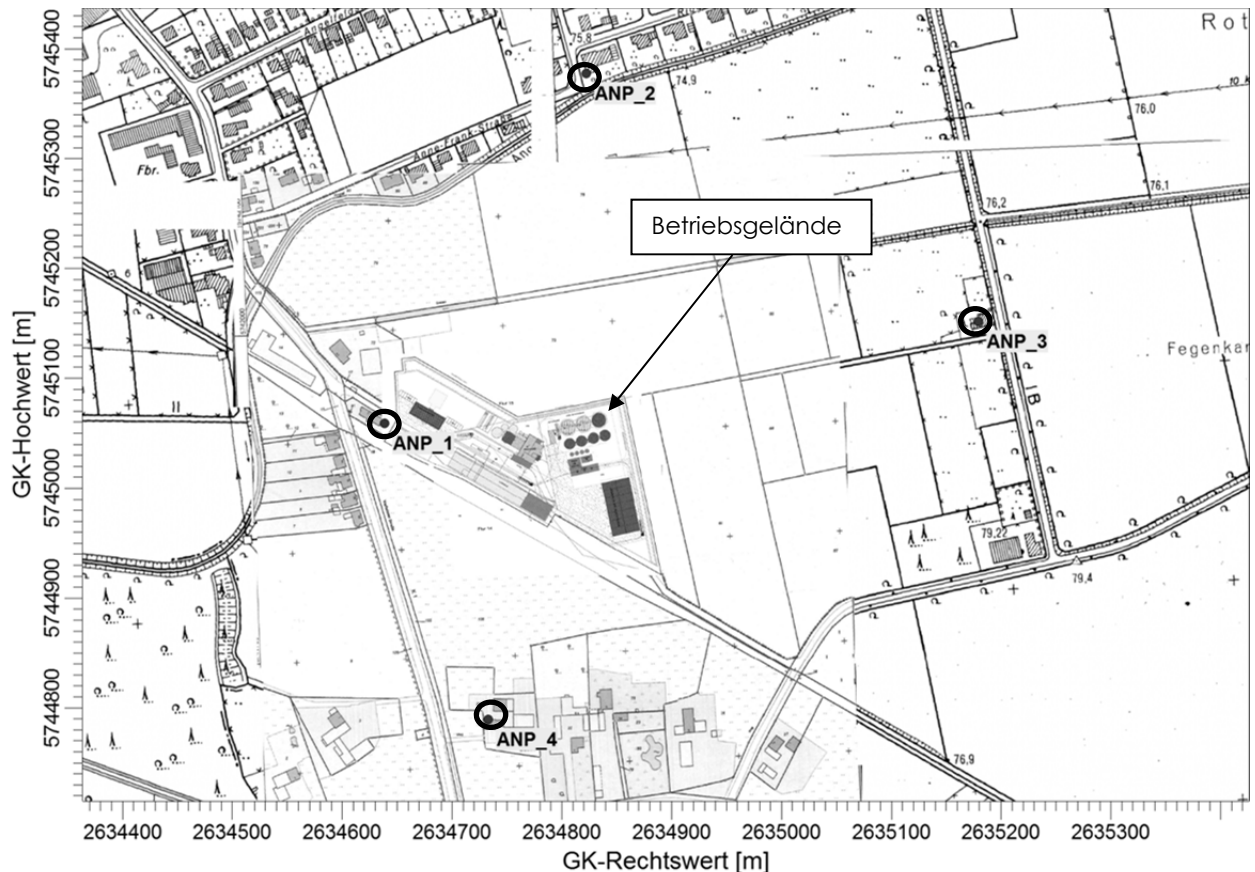 Rot
75,8
ANP_2
74,9
10 k
76,0
Anne-Frank-Straße
Fbr.
76,1
76,2
Betriebsgelände
6
ANP_3
Fegenkar
II
ANP_1
IB
79,22
79,4
ANP_4
76,9
5745400
5745300
5745200
5745100
5745000
5744900
5744800
GK-Hochwert [m]
2634400 2634500 2634600 2634700 2634800 2634900 2635000 2635100 2635200 2635300
GK-Rechtswert [m]